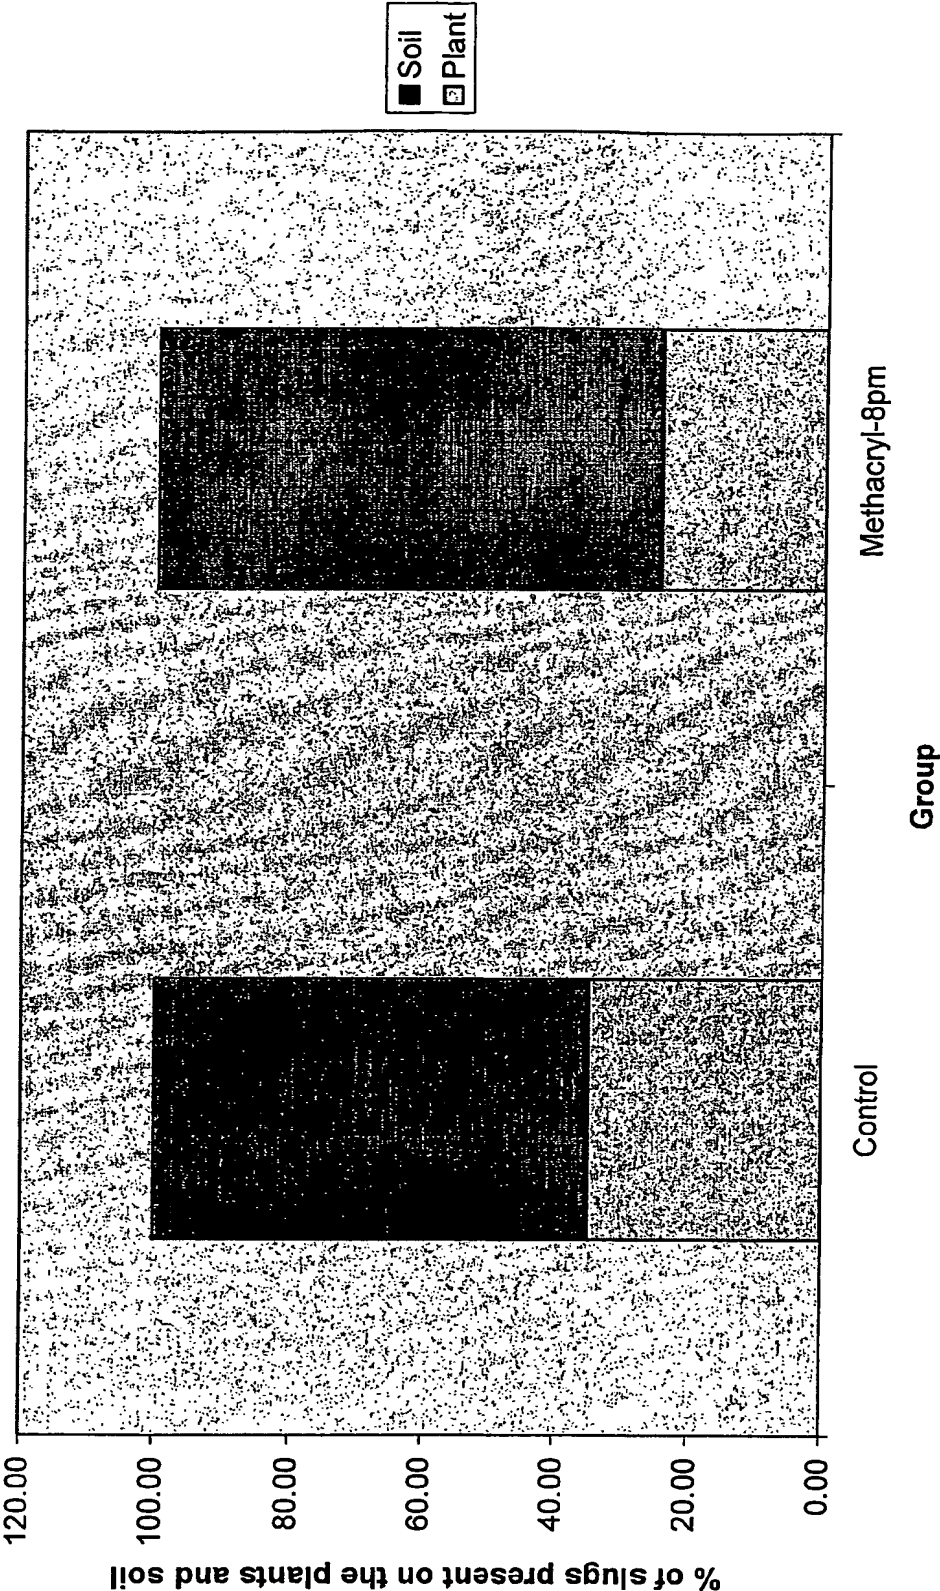 % of slugs present on the plants and soil
120.00
100.00
80.00
60.00
40.00
20.00
0.00
Control
Methacryl-8pm
Group
Soil
Plant